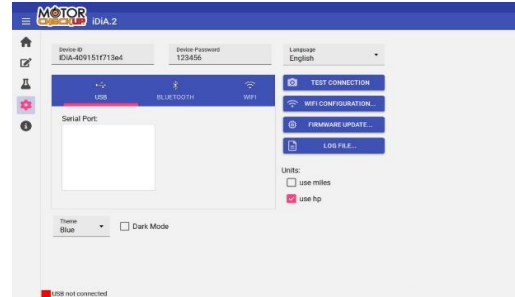 MOTOR
CHECKUP
iDiA.2
Device ID
IDIA-409151f713e4
Device Password
123456
Language
English
USB
BLUETOOTH
WIFI
Serial Port:
TEST CONNECTION
WIFI CONFIGURATION...
FIRMWARE UPDATE...
LOG FILE...
Units:
use miles
use hp
Theme
Blue
Dark Mode
USB not connected